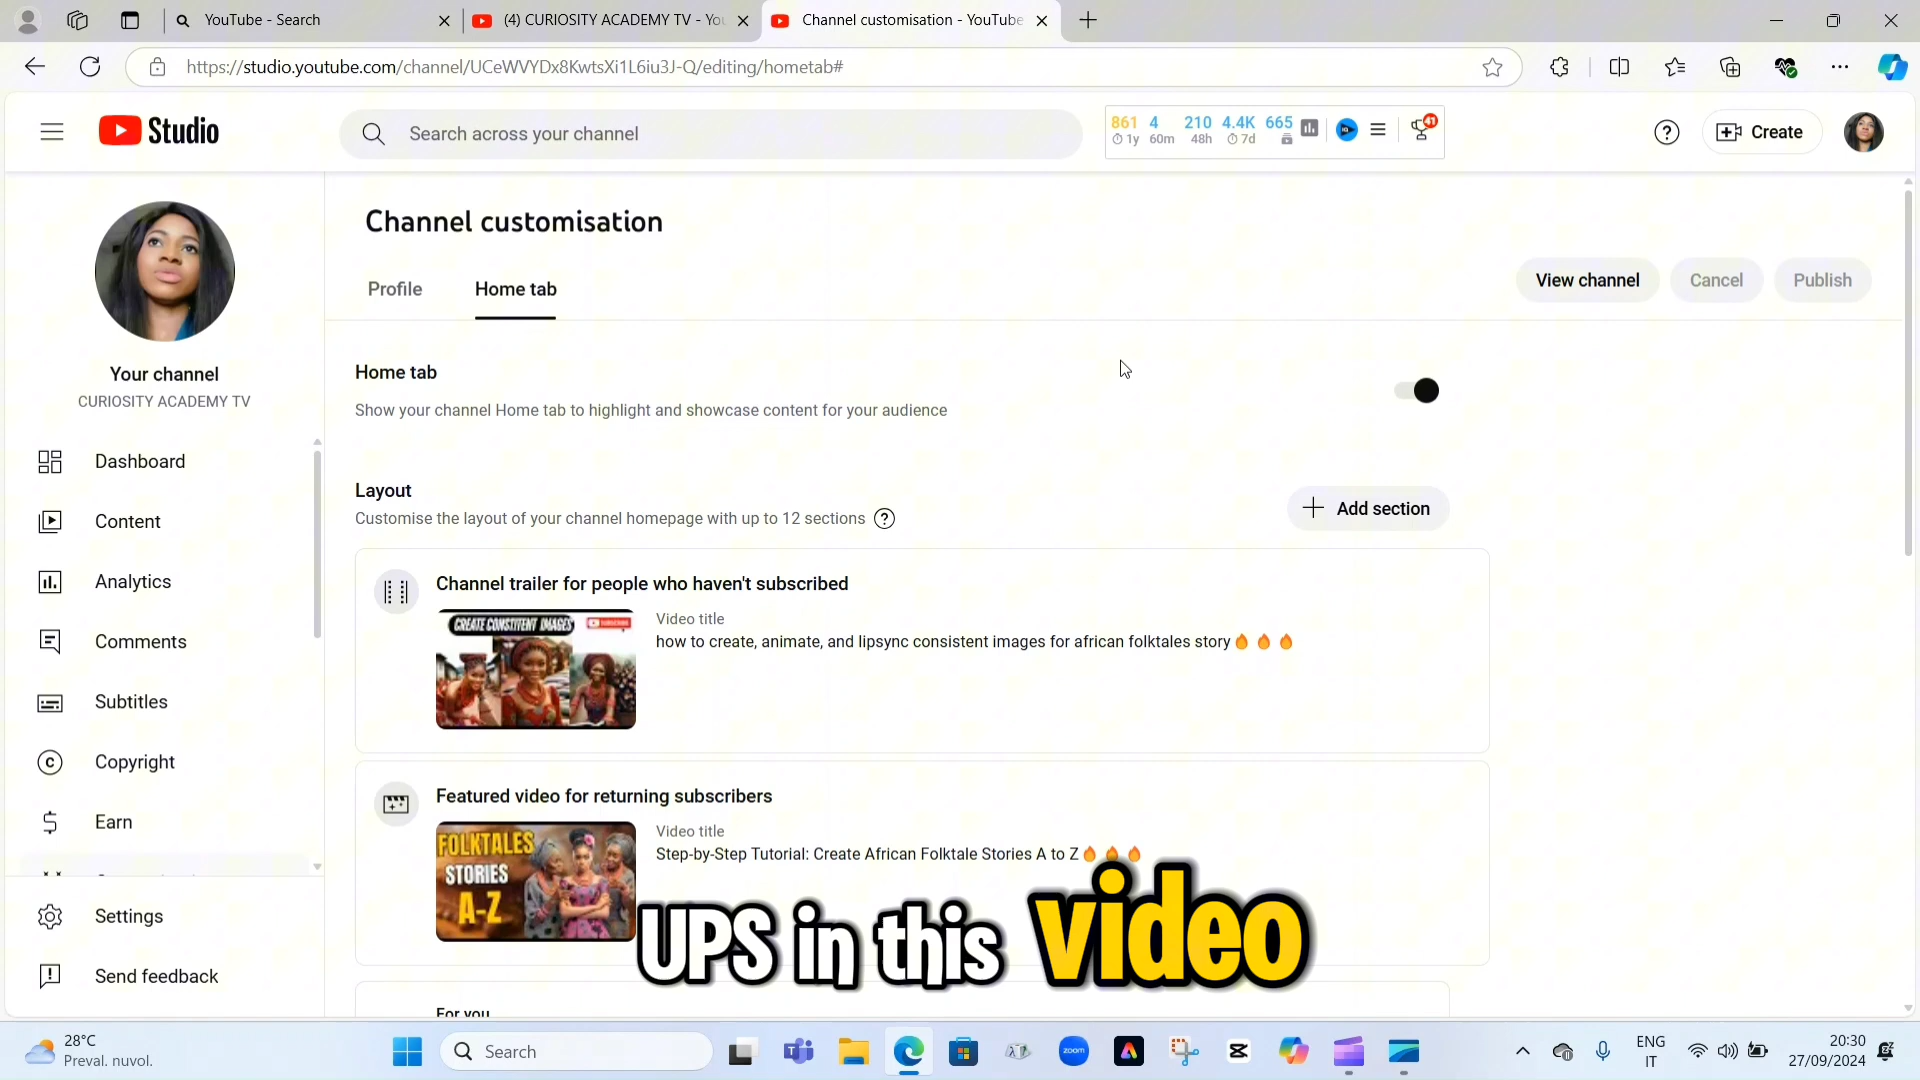 YouTube - Search
(4) CURIOSITY ACADEMY TV - You
Channel customisation - YouTube
https://studio.youtube.com/channel/UCeWVYDx8KwtsXi1L6iu3J-Q/editing/hometab#
Studio
Search across your channel
861 4 210 4.4K 665
1y 60m 48h 7d
41
Create
Channel customisation
Profile
Home tab
View channel
Cancel
Publish
Your channel
CURIOSITY ACADEMY TV
Dashboard
Content
Analytics
Comments
Subtitles
Copyright
Earn
Settings
Send feedback
Home tab
Show your channel Home tab to highlight and showcase content for your audience
Layout
Customise the layout of your channel homepage with up to 12 sections
Add section
Channel trailer for people who haven't subscribed
CREATE CONSTITENT IMAGES
Video title
how to create, animate, and lipsync consistent images for african folktales story🔥 🔥 🔥
Featured video for returning subscribers
FOLKTALES
STORIES
A-Z
Video title
Step-by-Step Tutorial: Create African Folktale Stories A to Z🔥 🔥 🔥
UPS in this video
For you
28°C
Preval. nuvol.
Search
zoom
ENG
IT
20:30
27/09/2024